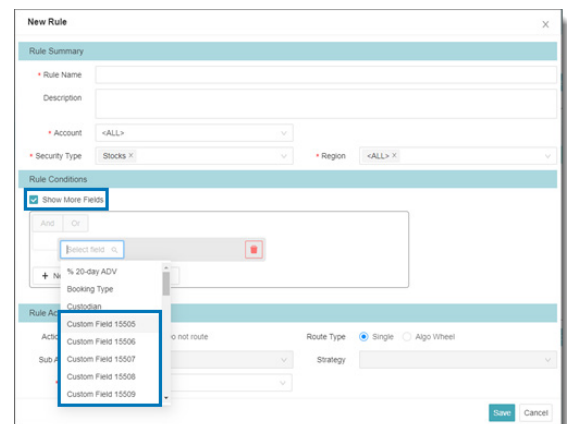 New Rule
Rule Summary
* Rule Name
Description
* Account <ALL>
* Security Type Stocks × * Region <ALL> ×
Rule Conditions
Show More Fields
And Or
Select field
% 20-day ADV
+
Booking Type
Custodian
Custom Field 15505
Rule
Custom Field 15506
o not route Route Type Single Algo Wheel
Custom Field 15507
Sub Strategy
Custom Field 15508
Custom Field 15509
Save Cancel